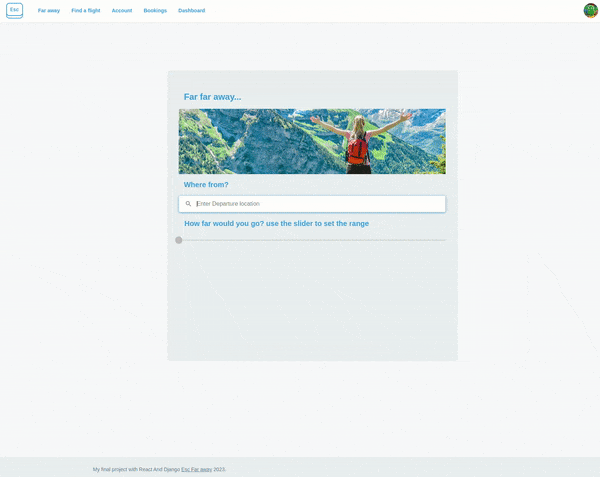 Esc
Far away
Find a flight
Account
Bookings
Dashboard
Far far away...
Where from?
Enter Departure location
How far would you go? use the slider to set the range
My final project with React And Django Esc Far away 2023.